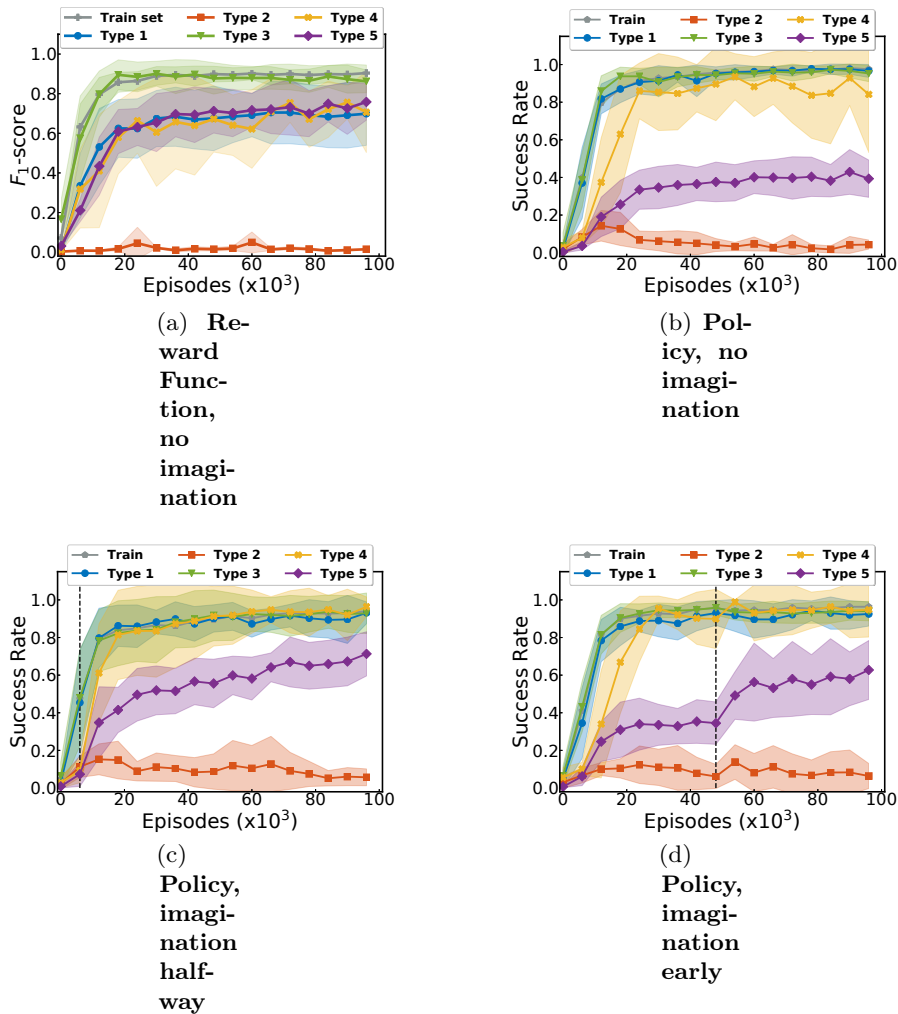 Train set Type 2 Type 4
Type 1 Type 3 Type 5
1.0
0.8
0.6
0.4
0.2
0.0
F1-score
0 20 40 60 80 100
Episodes (x10³)
(a) Re-
ward
Func-
tion,
no
imagi-
nation
Train Type 2 Type 4
Type 1 Type 3 Type 5
1.0
0.8
0.6
0.4
0.2
0.0
Success Rate
0 20 40 60 80 100
Episodes (x10³)
(b) Pol-
icy, no
imagi-
nation
Train Type 2 Type 4
Type 1 Type 3 Type 5
1.0
0.8
0.6
0.4
0.2
0.0
Success Rate
0 20 40 60 80 100
Episodes (x10³)
(c)
Policy,
imagi-
nation
half-
way
Train Type 2 Type 4
Type 1 Type 3 Type 5
1.0
0.8
0.6
0.4
0.2
0.0
Success Rate
0 20 40 60 80 100
Episodes (x10³)
(d)
Policy,
imagi-
nation
early